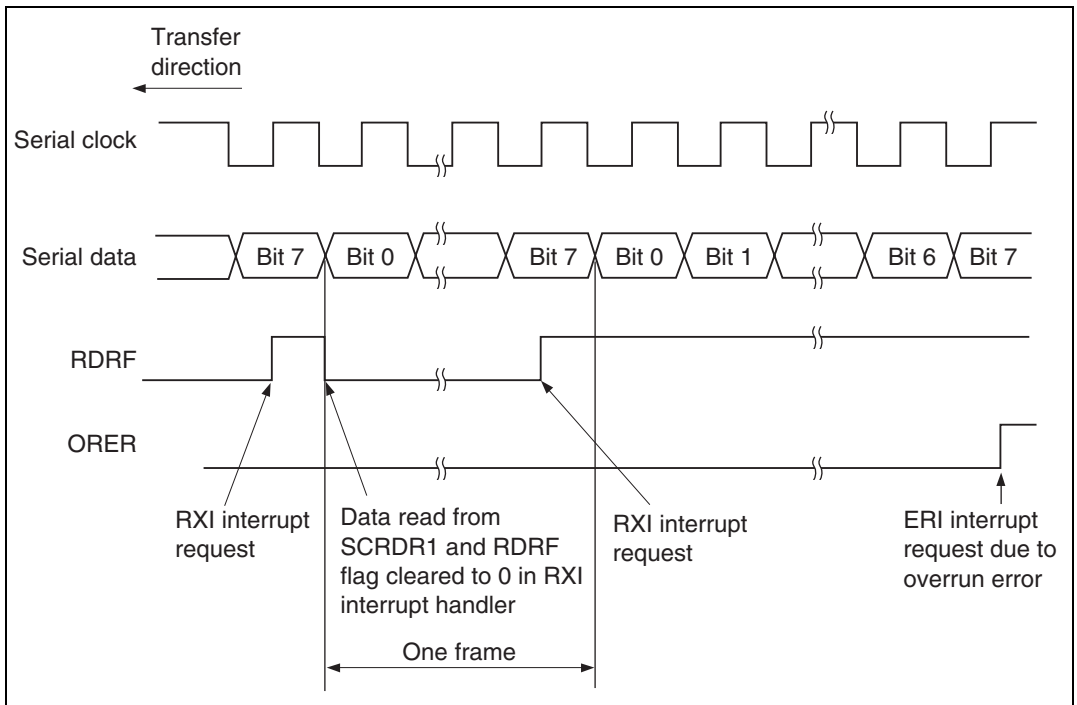 Transfer
direction
Serial clock
Serial data
Bit 7 Bit 0 Bit 7 Bit 0 Bit 1 Bit 6 Bit 7
RDRF
ORER
RXI interrupt
request
Data read from
SCRDR1 and RDRF
flag cleared to 0 in RXI
interrupt handler
RXI interrupt
request
ERI interrupt
request due to
overrun error
One frame